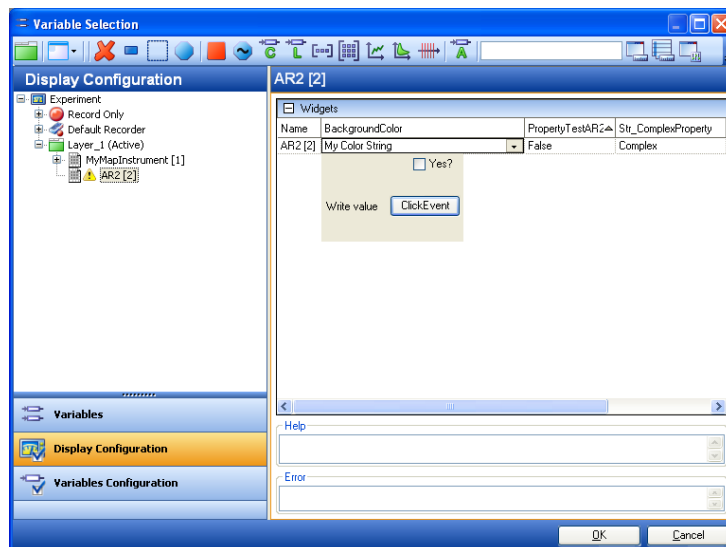 Variable Selection
C
L
A
Display Configuration
AR2 [2]
Experiment
Record Only
Default Recorder
Layer_1 (Active)
MyMapInstrument [1]
AR2 [2]
Widgets
Name BackgroundColor PropertyTestAR2 Str_ComplexProperty
AR2 [2] My Color String False Complex
Yes?
Write value ClickEvent
Variables
Display Configuration
Variables Configuration
Help
Error
OK Cancel